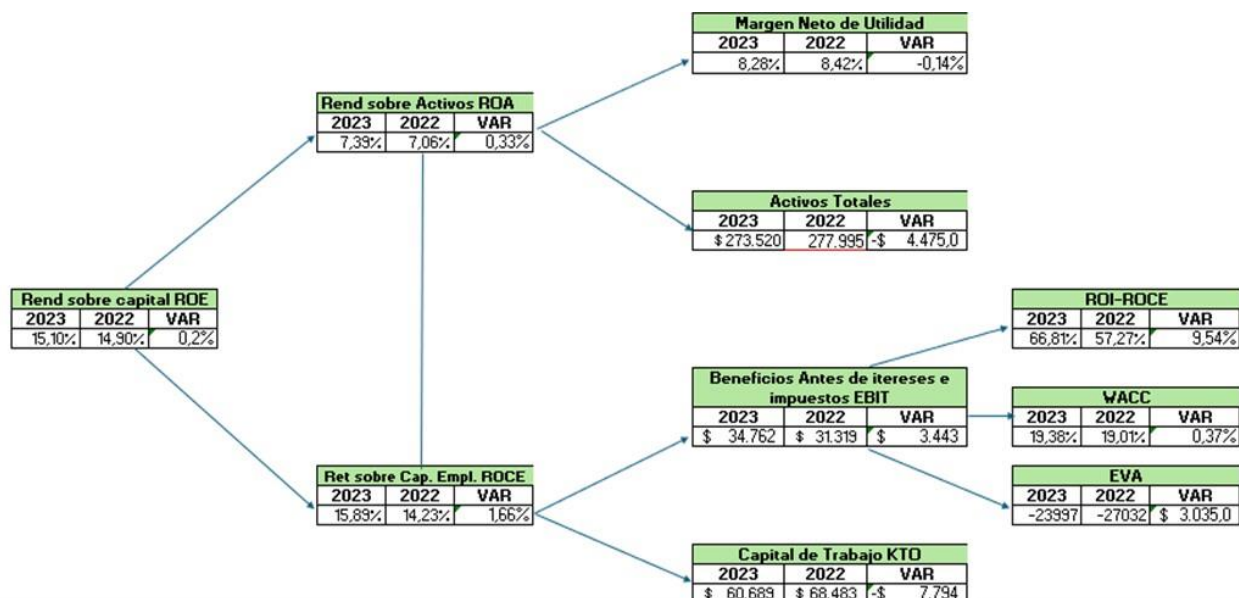 Margen Neto de Utilidad
2023 2022 VAR
8,28% 8,42% -0,14%
Rend sobre Activos ROA
2023 2022 VAR
7,39% 7,06% 0,33%
Activos Totales
2023 2022 VAR
$ 273.520 277.995 -$ 4.475,0
Rend sobre capital ROE
2023 2022 VAR
15,10% 14,90% 0,2%
ROI-ROCE
2023 2022 VAR
66,81% 57,27% 9,54%
Beneficios Antes de itereses e
impuestos EBIT
2023 2022 VAR
$ 34.762 $ 31.319 $ 3.443
WACC
2023 2022 VAR
19,38% 19,01% 0,37%
Ret sobre Cap. Empl. ROCE
2023 2022 VAR
15,89% 14,23% 1,66%
EVA
2023 2022 VAR
-23997 -27032 $ 3.035,0
Capital de Trabajo KTO
2023 2022 VAR
$ 60.689 $ 68.483 -$ 7.794